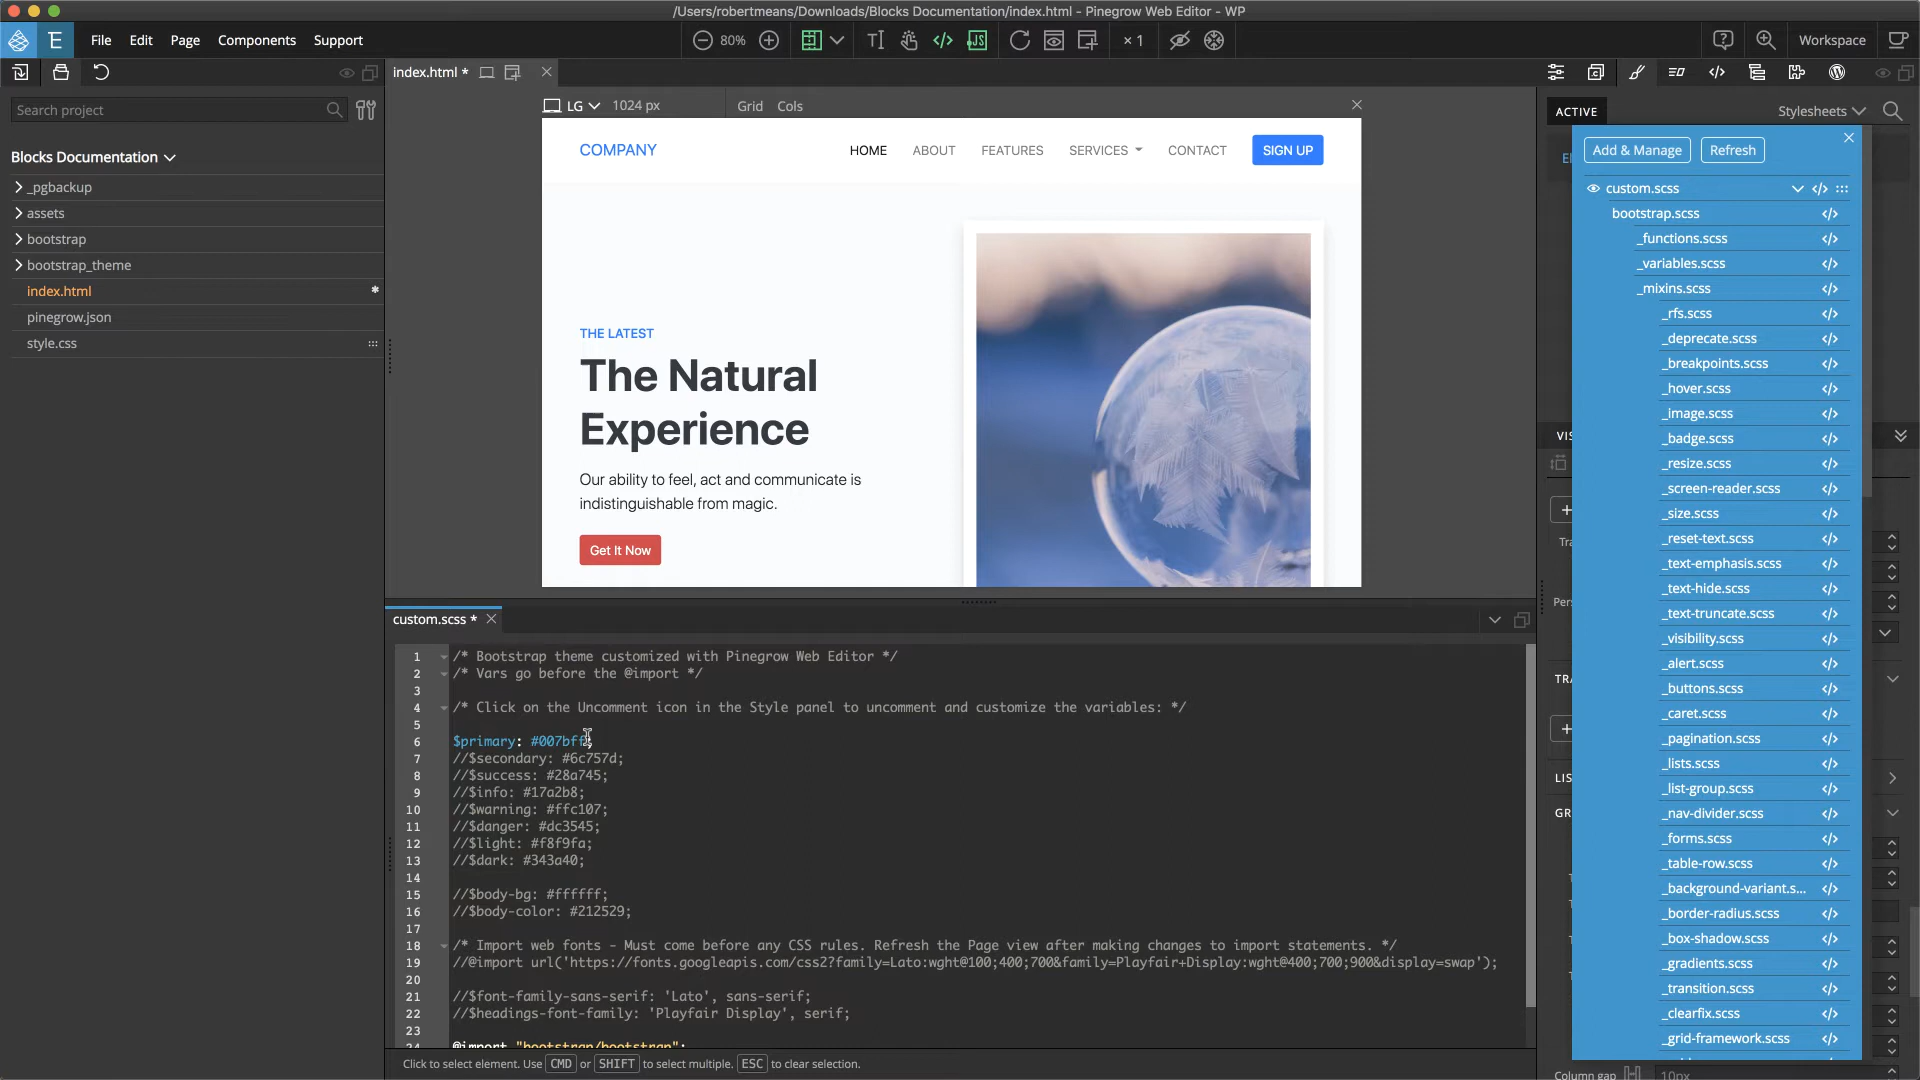 /Users/robertmeans/Downloads/Blocks Documentation/index.html - Pinegrow Web Editor - WP
File Edit Page Components Support
80%
× 1
Workspace
index.html *
Search project
Blocks Documentation
_pgbackup
assets
bootstrap
bootstrap_theme
index.html *
pinegrow.json
style.css
LG 1024 px Grid Cols
COMPANY HOME ABOUT FEATURES SERVICES CONTACT SIGN UP
THE LATEST
The Natural
Experience
Our ability to feel, act and communicate is
indistinguishable from magic.
Get It Now
custom.scss *
1 /* Bootstrap theme customized with Pinegrow Web Editor */
2 /* Vars go before the @import */
3
4 /* Click on the Uncomment icon in the Style panel to uncomment and customize the variables: */
5
6 $primary: #007bff;
7 //$secondary: #6c757d;
8 //$success: #28a745;
9 //$info: #17a2b8;
10 //$warning: #ffc107;
11 //$danger: #dc3545;
12 //$light: #f8f9fa;
13 //$dark: #343a40;
14
15 //$body-bg: #ffffff;
16 //$body-color: #212529;
17
18 /* Import web fonts - Must come before any CSS rules. Refresh the Page view after making changes to import statements. */
19 //@import url('https://fonts.googleapis.com/css2?family=Lato:wght@100;400;700&family=Playfair+Display:wght@400;700;900&display=swap');
20
21 //$font-family-sans-serif: 'Lato', sans-serif;
22 //$headings-font-family: 'Playfair Display', serif;
23
24 @import "bootstrap/bootstrap";
Click to select element. Use CMD or SHIFT to select multiple. ESC to clear selection.
ACTIVE Stylesheets
El
Add & Manage Refresh
custom.scss
bootstrap.scss
_functions.scss
_variables.scss
_mixins.scss
_rfs.scss
_deprecate.scss
_breakpoints.scss
_hover.scss
_image.scss
_badge.scss
_resize.scss
_screen-reader.scss
_size.scss
_reset-text.scss
_text-emphasis.scss
_text-hide.scss
_text-truncate.scss
_visibility.scss
_alert.scss
_buttons.scss
_caret.scss
_pagination.scss
_lists.scss
_list-group.scss
_nav-divider.scss
_forms.scss
_table-row.scss
_background-variant.s...
_border-radius.scss
_box-shadow.scss
_gradients.scss
_transition.scss
_clearfix.scss
_grid-framework.scss
VIS
Tra
Pers
TRA
LIS
GR
Column gap 10px